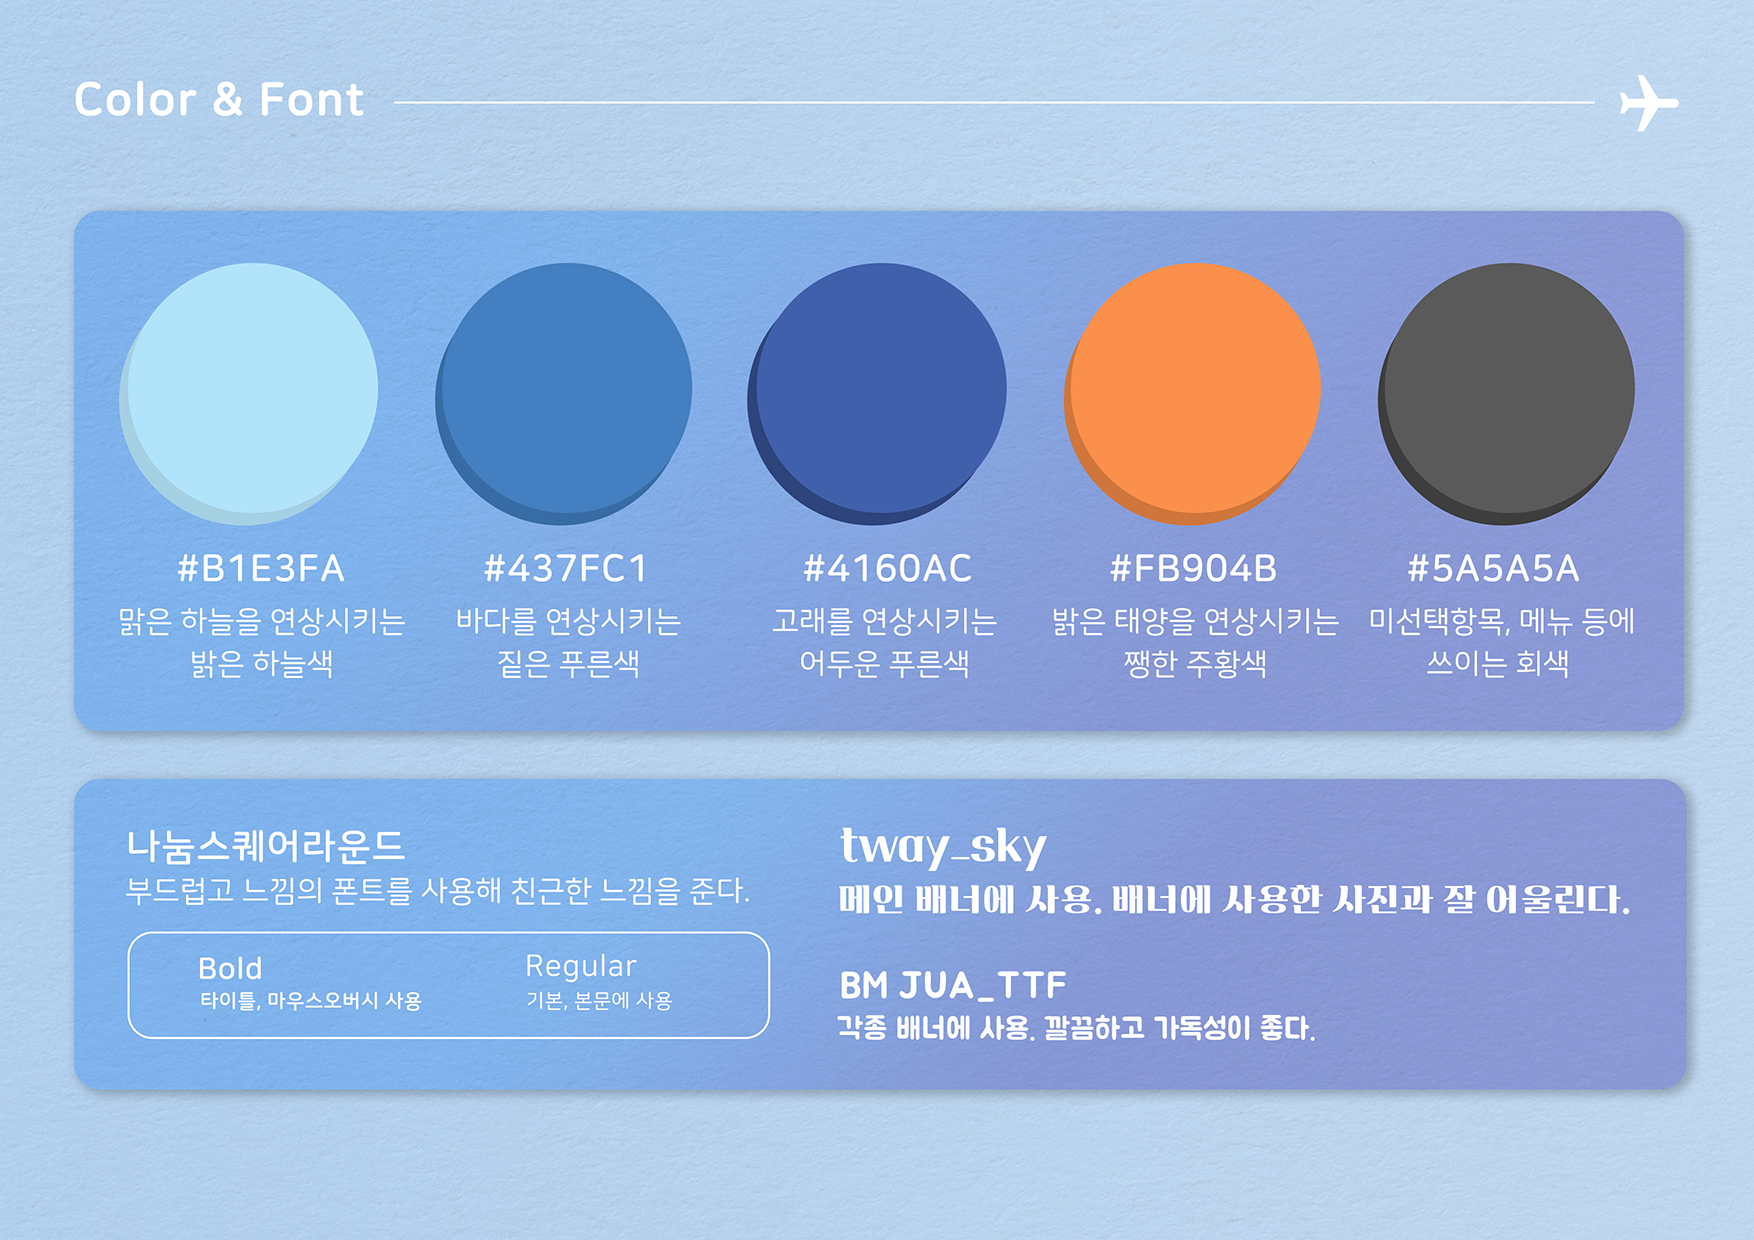 Color & Font
#B1E3FA
맑은 하늘을 연상시키는
밝은 하늘색
#437FC1
바다를 연상시키는
짙은 푸른색
#4160AC
고래를 연상시키는
어두운 푸른색
#FB904B
밝은 태양을 연상시키는
쨍한 주황색
#5A5A5A
미선택항목, 메뉴 등에
쓰이는 회색
나눔스퀘어라운드
부드럽고 느낌의 폰트를 사용해 친근한 느낌을 준다.
Bold
타이틀, 마우스오버시 사용
Regular
기본, 본문에 사용
tway_sky
메인 배너에 사용. 배너에 사용한 사진과 잘 어울린다.
BM JUA_TTF
각종 배너에 사용. 깔끔하고 가독성이 좋다.